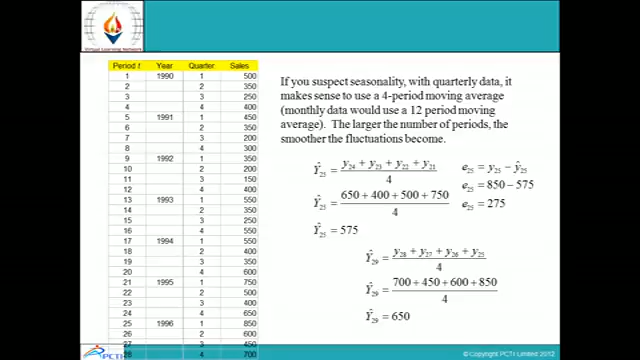 Virtual Learning Network
Period t Year Quarter Sales
1 1990 1 500
2 2 350
3 3 250
4 4 400
5 1991 1 450
6 2 350
7 3 200
8 4 300
9 1992 1 350
10 2 200
11 3 150
12 4 400
13 1993 1 550
14 2 350
15 3 250
16 4 550
17 1994 1 550
18 2 400
19 3 350
20 4 600
21 1995 1 750
22 2 500
23 3 400
24 4 650
25 1996 1 850
26 2 600
27 3 450
28 4 700
If you suspect seasonality, with quarterly data, it
makes sense to use a 4-period moving average
(monthly data would use a 12 period moving
average). The larger the number of periods, the
smoother the fluctuations become.
Ŷ₂₅ = (y₂₄ + y₂₃ + y₂₂ + y₂₁) / 4
Ŷ₂₅ = (650 + 400 + 500 + 750) / 4
Ŷ₂₅ = 575
e₂₅ = y₂₅ − ŷ₂₅
e₂₅ = 850 − 575
e₂₅ = 275
Ŷ₂₉ = (y₂₈ + y₂₇ + y₂₆ + y₂₅) / 4
Ŷ₂₉ = (700 + 450 + 600 + 850) / 4
Ŷ₂₉ = 650
PCTI
© Copyright PCTI Limited 2012